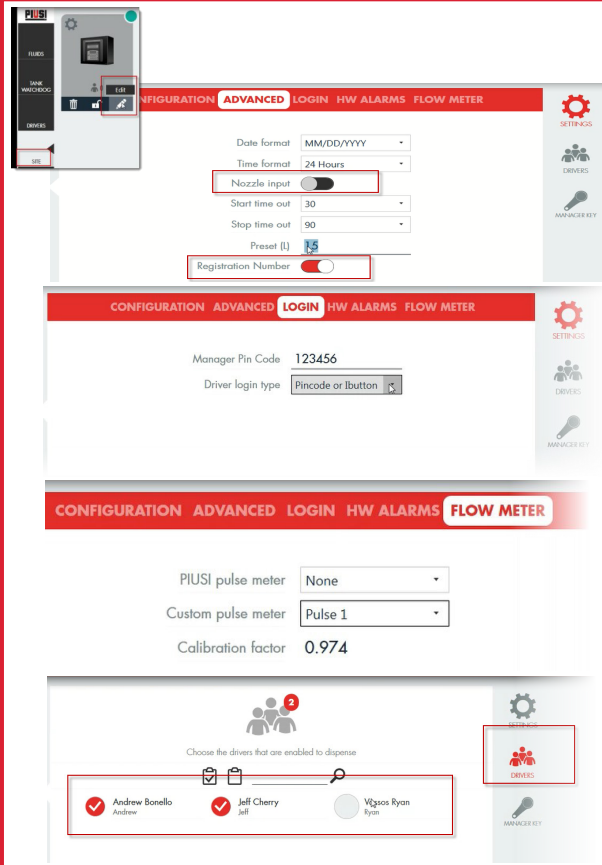 PIUSI
FLUIDS
TANK
WATCHDOG
DRIVERS
SITE
Edit
NFIGURATION ADVANCED LOGIN HW ALARMS FLOW METER
Date format MM/DD/YYYY
Time format 24 Hours
Nozzle input
Start time out 30
Stop time out 90
Preset (L) 15
Registration Number
SETTINGS
DRIVERS
MANAGER KEY
CONFIGURATION ADVANCED LOGIN HW ALARMS FLOW METER
Manager Pin Code 123456
Driver login type Pincode or Ibutton
SETTINGS
DRIVERS
MANAGER KEY
CONFIGURATION ADVANCED LOGIN HW ALARMS FLOW METER
PIUSI pulse meter None
Custom pulse meter Pulse 1
Calibration factor 0.974
2
Choose the drivers that are enabled to dispense
Andrew Bonello
Andrew
Jeff Cherry
Jeff
Ryan
Ryan
SETTINGS
DRIVERS
MANAGER KEY